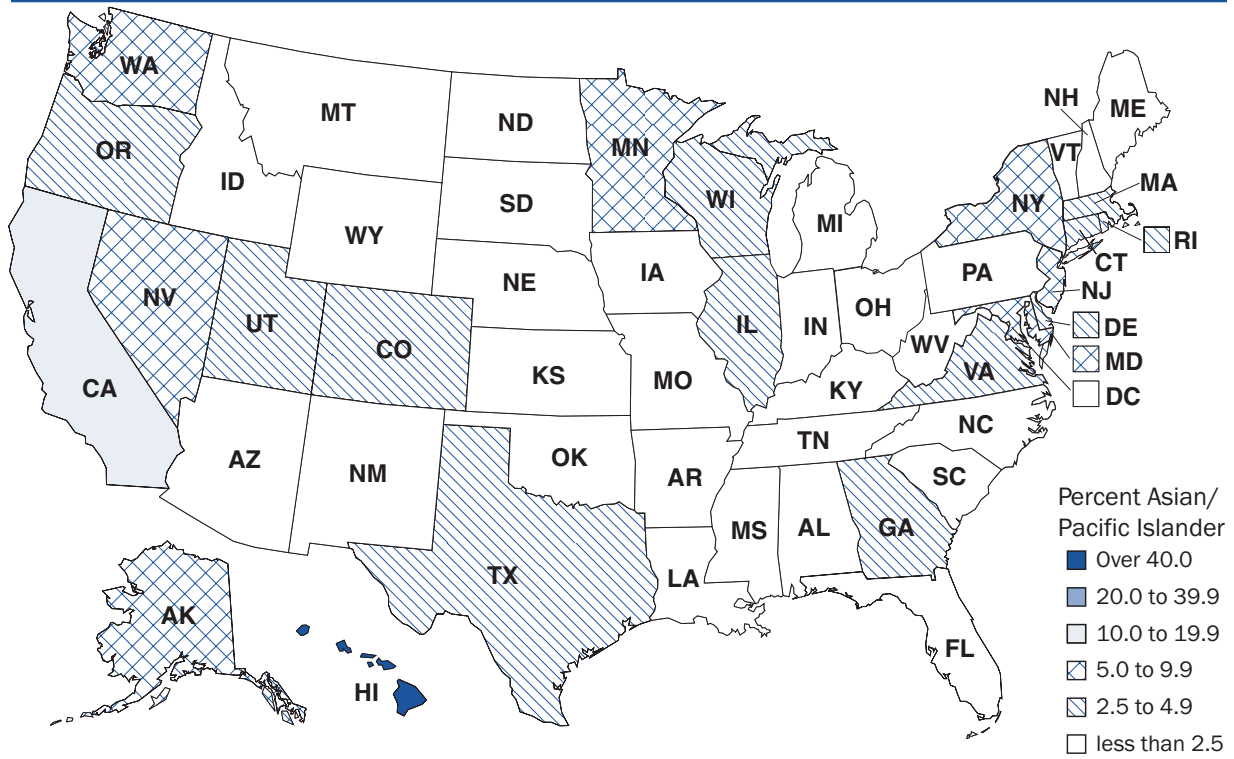 WA
MT
ND
MN
OR
ID
SD
WI
WY
MI
NH
ME
VT
MA
NY
RI
CT
NJ
IA
NE
PA
NV
UT
CO
IL
IN
OH
DE
MD
DC
WV
VA
KS
MO
KY
CA
NC
TN
AZ
NM
OK
AR
SC
MS
AL
GA
LA
TX
FL
AK
HI
Percent Asian/
Pacific Islander
Over 40.0
20.0 to 39.9
10.0 to 19.9
5.0 to 9.9
2.5 to 4.9
less than 2.5